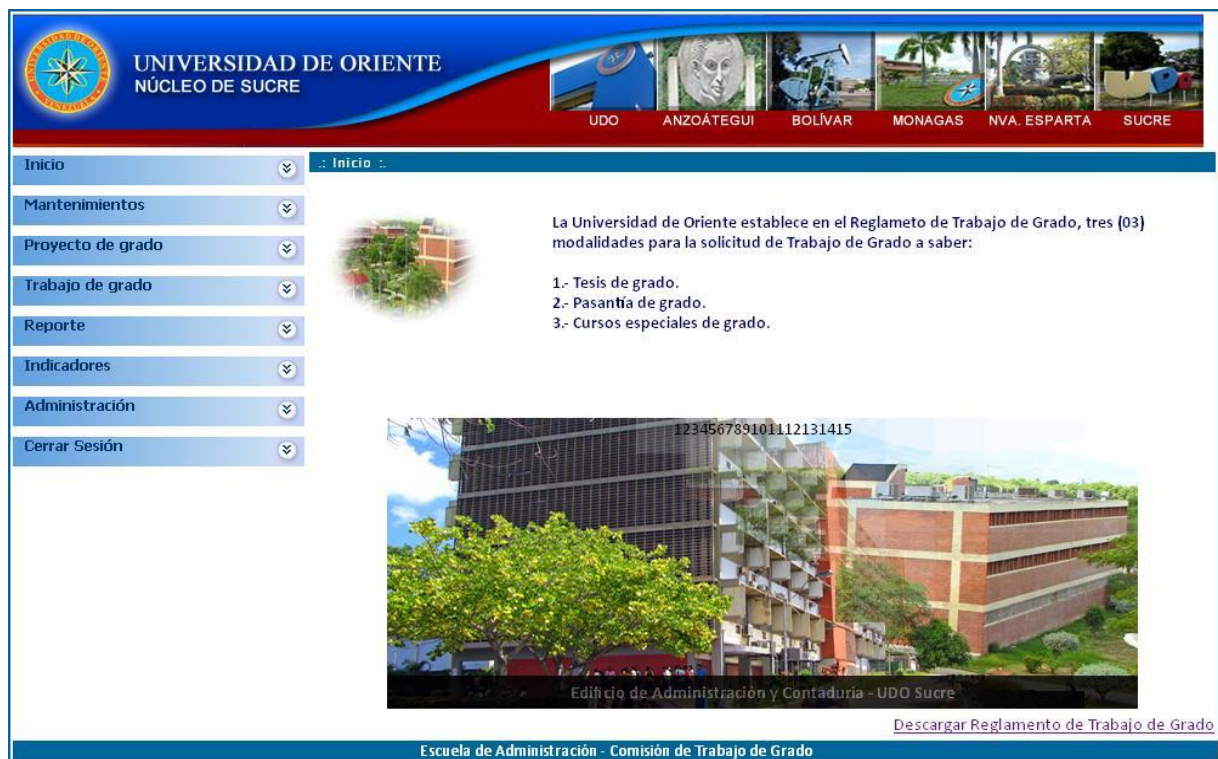 UNIVERSIDAD DE ORIENTE
NÚCLEO DE SUCRE
UDO
ANZOÁTEGUI
BOLÍVAR
MONAGAS
NVA. ESPARTA
SUCRE
Inicio
Mantenimientos
Proyecto de grado
Trabajo de grado
Reporte
Indicadores
Administración
Cerrar Sesión
.: Inicio :.
La Universidad de Oriente establece en el Reglameto de Trabajo de Grado, tres (03)
modalidades para la solicitud de Trabajo de Grado a saber:
1.- Tesis de grado.
2.- Pasantía de grado.
3.- Cursos especiales de grado.
123456789101112131415
Edificio de Administración y Contaduría - UDO Sucre
Descargar Reglamento de Trabajo de Grado
Escuela de Administración - Comisión de Trabajo de Grado